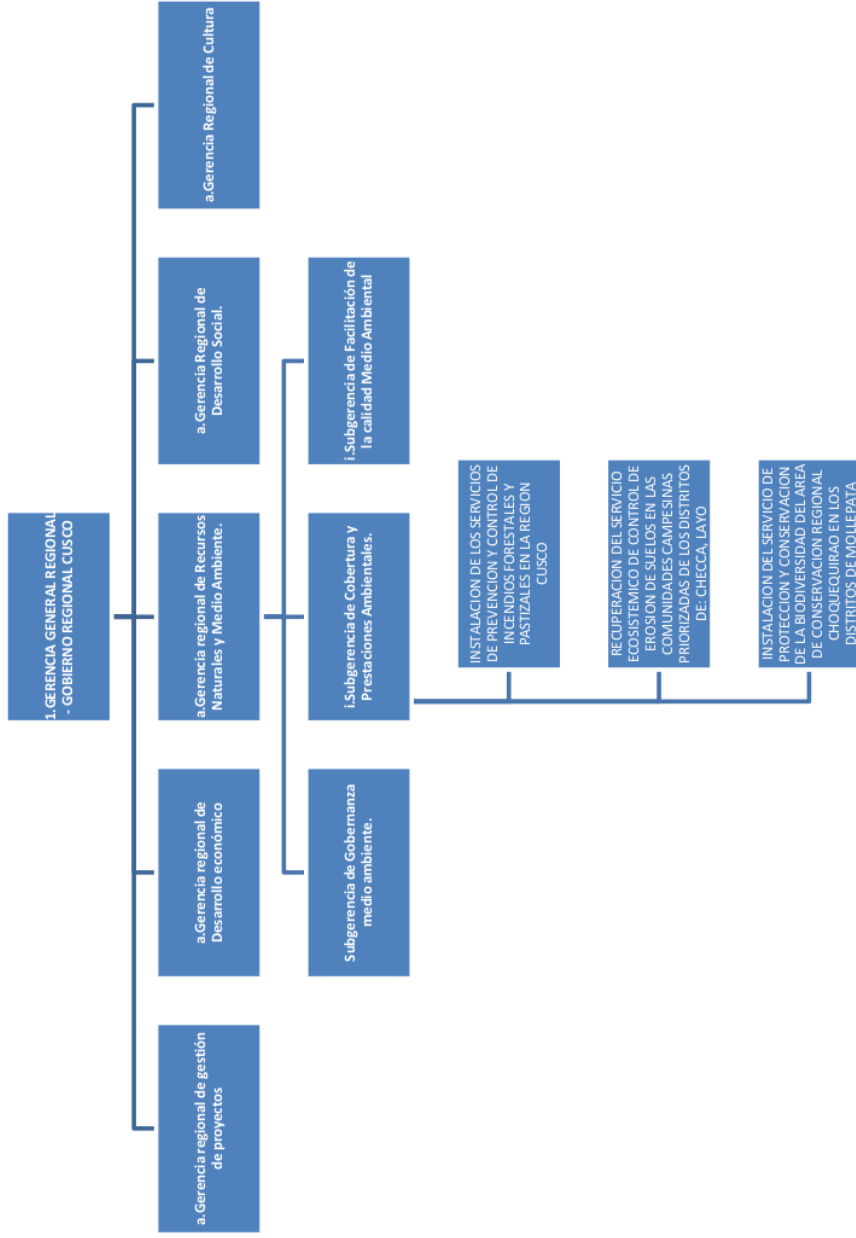 1.GERENCIA GENERAL REGIONAL
- GOBIERNO REGIONAL CUSCO
a.Gerencia regional de gestión
de proyectos
a.Gerencia regional de
Desarrollo económico
a.Gerencia regional de Recursos
Naturales y Medio Ambiente.
a.Gerencia Regional de
Desarrollo Social.
a.Gerencia Regional de Cultura
Subgerencia de Gobernanza
medio ambiente.
i.Subgerencia de Cobertura y
Prestaciones Ambientales.
i.Subgerencia de Facilitación de
la calidad Medio Ambiental
INSTALACION DE LOS SERVICIOS
DE PREVENCION Y CONTROL DE
INCENDIOS FORESTALES Y
PASTIZALES EN LA REGION
CUSCO
RECUPERACION DEL SERVICIO
ECOSISTEMICO DE CONTROL DE
EROSION DE SUELOS EN LAS
COMUNIDADES CAMPESINAS
PRIORIZADAS DE LOS DISTRITOS
DE: CHECCA, LAYO
INSTALACION DEL SERVICIO DE
PROTECCION Y CONSERVACION
DE LA BIODIVERSIDAD DEL AREA
DE CONSERVACION REGIONAL
CHOQUEQUIRAO EN LOS
DISTRITOS DE MOLLEPATA